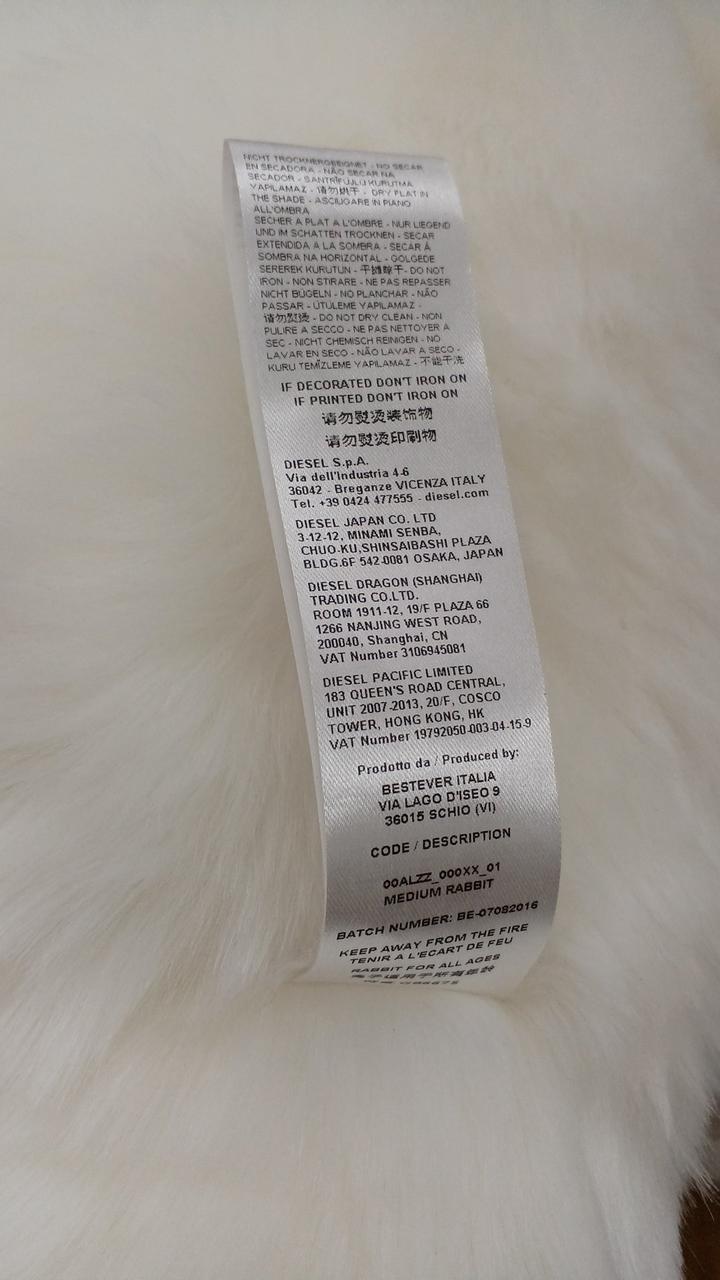 NICHT TROCKNERGEEIGNET - NO SECAR
EN SECADORA - NÃO SECAR NA
SECADOR - SANTRİFÜJLÜ KURUTMA
YAPILAMAZ - 请勿烘干 - DRY FLAT IN
THE SHADE - ASCIUGARE IN PIANO
ALL'OMBRA
SECHER A PLAT A L'OMBRE - NUR LIEGEND
UND IM SCHATTEN TROCKNEN - SECAR
EXTENDIDA A LA SOMBRA - SECAR À
SOMBRA NA HORIZONTAL - GOLGEDE
SEREREK KURUTUN - 平摊晾干- DO NOT
IRON - NON STIRARE - NE PAS REPASSER
NICHT BÜGELN - NO PLANCHAR - NÃO
PASSAR - ÜTÜLEME YAPILAMAZ -
请勿熨烫 - DO NOT DRY CLEAN - NON
PULIRE A SECCO - NE PAS NETTOYER A
SEC - NICHT CHEMISCH REINIGEN - NO
LAVAR EN SECO - NÃO LAVAR A SECO -
KURU TEMİZLEME YAPILAMAZ - 不能干洗
IF DECORATED DON'T IRON ON
IF PRINTED DON'T IRON ON
请勿熨烫装饰物
请勿熨烫印刷物
DIESEL S.p.A.
Via dell'Industria 4-6
36042 - Breganze VICENZA ITALY
Tel. +39 0424 477555 - diesel.com
DIESEL JAPAN CO. LTD
3-12-12, MINAMI SENBA,
CHUO-KU,SHINSAIBASHI PLAZA
BLDG.6F 542-0081 OSAKA, JAPAN
DIESEL DRAGON (SHANGHAI)
TRADING CO.LTD.
ROOM 1911-12, 19/F PLAZA 66
1266 NANJING WEST ROAD,
200040, Shanghai, CN
VAT Number 3106945081
DIESEL PACIFIC LIMITED
183 QUEEN'S ROAD CENTRAL,
UNIT 2007-2013, 20/F, COSCO
TOWER, HONG KONG, HK
VAT Number 19792050-003-04-15-9
Prodotto da / Produced by:
BESTEVER ITALIA
VIA LAGO D'ISEO 9
36015 SCHIO (VI)
CODE / DESCRIPTION
00ALZZ_000XX_01
MEDIUM RABBIT
BATCH NUMBER: BE-07082016
KEEP AWAY FROM THE FIRE
TENIR A L'ECART DE FEU
RABBIT FOR ALL AGES